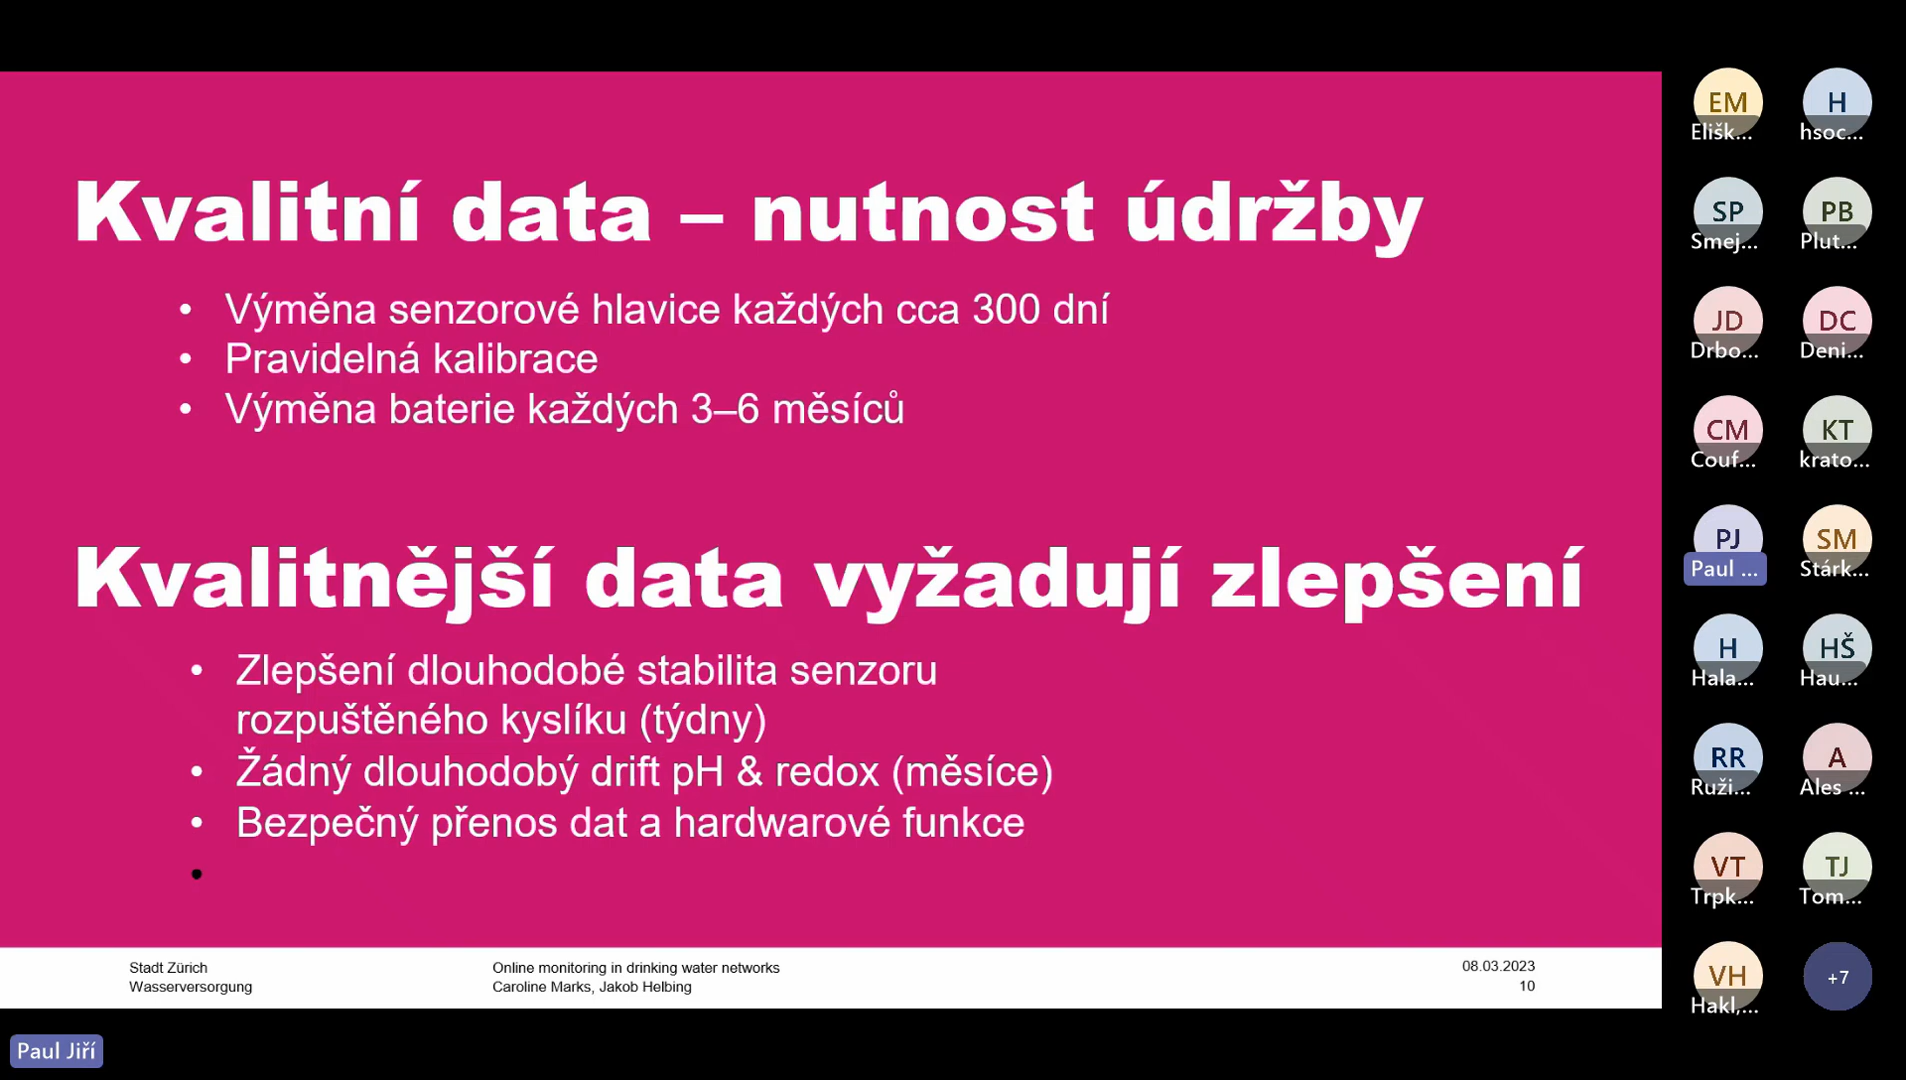 Kvalitní data – nutnost údržby
• Výměna senzorové hlavice každých cca 300 dní
• Pravidelná kalibrace
• Výměna baterie každých 3–6 měsíců
Kvalitnější data vyžadují zlepšení
• Zlepšení dlouhodobé stabilita senzoru
rozpuštěného kyslíku (týdny)
• Žádný dlouhodobý drift pH & redox (měsíce)
• Bezpečný přenos dat a hardwarové funkce
•
Stadt Zürich
Wasserversorgung
Online monitoring in drinking water networks
Caroline Marks, Jakob Helbing
08.03.2023
10
Paul Jiří
EM
Elišk...
H
hsoc...
SP
Smej...
PB
Plut...
JD
Drbo...
DC
Deni...
CM
Couf...
KT
krato...
PJ
Paul ...
SM
Stárk...
H
Hala...
HŠ
Hau...
RR
Ruži...
A
Ales ...
VT
Trpk...
TJ
Tom...
VH
Hakl,...
+7